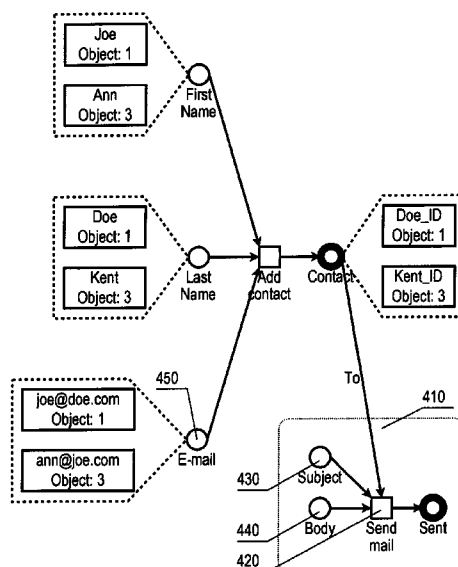 Joe
Object: 1
Ann
Object: 3
First
Name
Doe
Object: 1
Kent
Object: 3
Last
Name
Add
contact
Contact
Doe_ID
Object: 1
Kent_ID
Object: 3
joe@doe.com
Object: 1
ann@joe.com
Object: 3
450
E-mail
To
410
430
Subject
440
Body
420
Send
mail
Sent